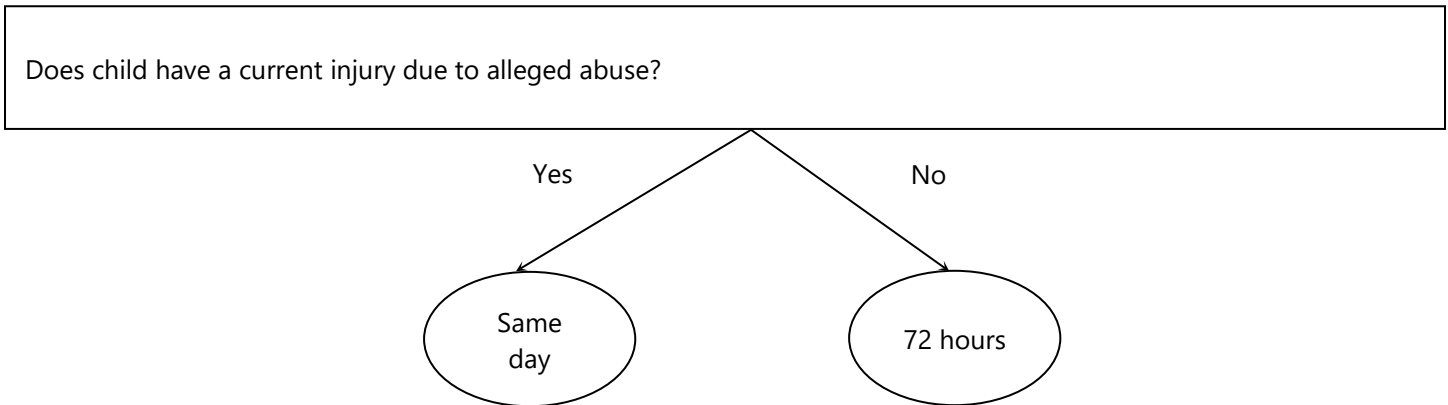 Does child have a current injury due to alleged abuse?
Yes
No
Same
day
72 hours